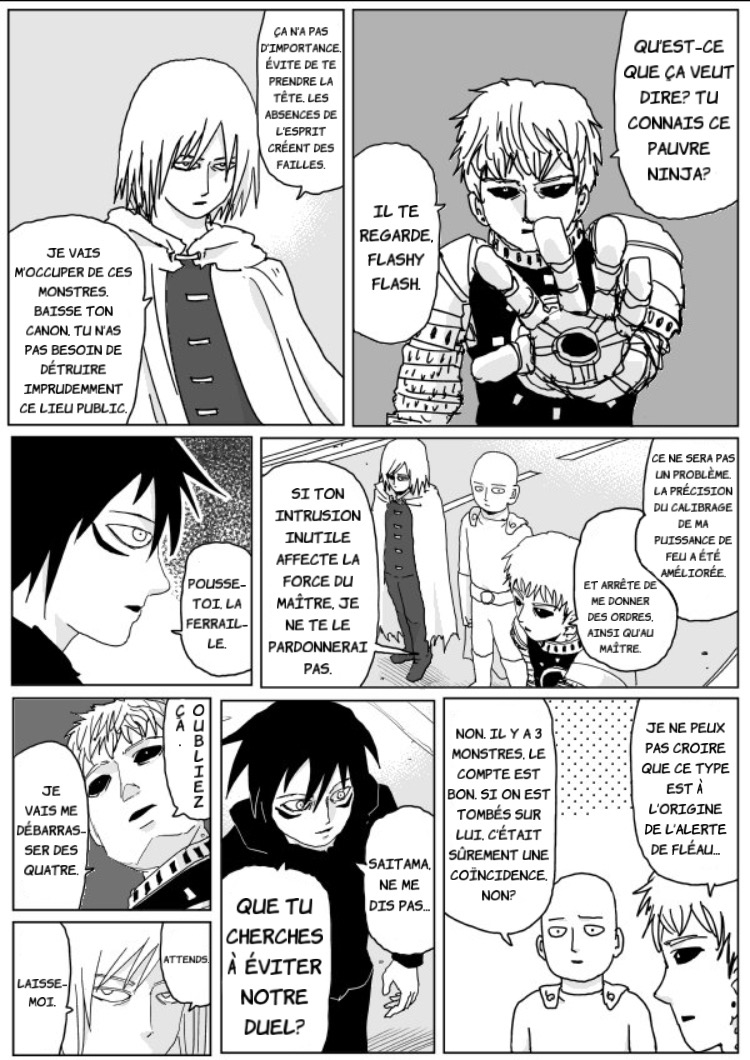 QU'EST-CE
QUE ÇA VEUT
DIRE? TU
CONNAIS CE
PAUVRE
NINJA?
IL TE
REGARDE,
FLASHY
FLASH.
ÇA N'A PAS
D'IMPORTANCE.
ÉVITE DE TE
PRENDRE LA
TÊTE. LES
ABSENCES DE
L'ESPRIT
CRÉENT DES
FAILLES.
JE VAIS
M'OCCUPER DE CES
MONSTRES.
BAISSE TON
CANON. TU N'AS
PAS BESOIN DE
DÉTRUIRE
IMPRUDEMMENT
CE LIEU PUBLIC.
CE NE SERA PAS
UN PROBLÈME.
LA PRÉCISION
DU CALIBRAGE
DE MA
PUISSANCE DE
FEU A ÉTÉ
AMÉLIORÉE.
ET ARRÊTE DE
ME DONNER
DES ORDRES,
AINSI QU'AU
MAÎTRE.
SI TON
INTRUSION
INUTILE
AFFECTE LA
FORCE DU
MAÎTRE, JE
NE TE LE
PARDONNERAI
PAS.
POUSSE-
TOI, LA
FERRAIL-
LE.
JE NE PEUX
PAS CROIRE
QUE CE TYPE
EST À
L'ORIGINE
DE L'ALERTE
DE FLÉAU...
NON. IL Y A 3
MONSTRES. LE
COMPTE EST
BON. SI ON EST
TOMBÉS SUR
LUI, C'ÉTAIT
SÛREMENT UNE
COÏNCIDENCE,
NON?
SAITAMA,
NE ME
DIS PAS...
QUE TU
CHERCHES
À ÉVITER
NOTRE
DUEL?
OUBLIEZ
ÇA.
JE
VAIS ME
DÉBARRAS-
SER DES
QUATRE.
ATTENDS.
LAISSE-
MOI.